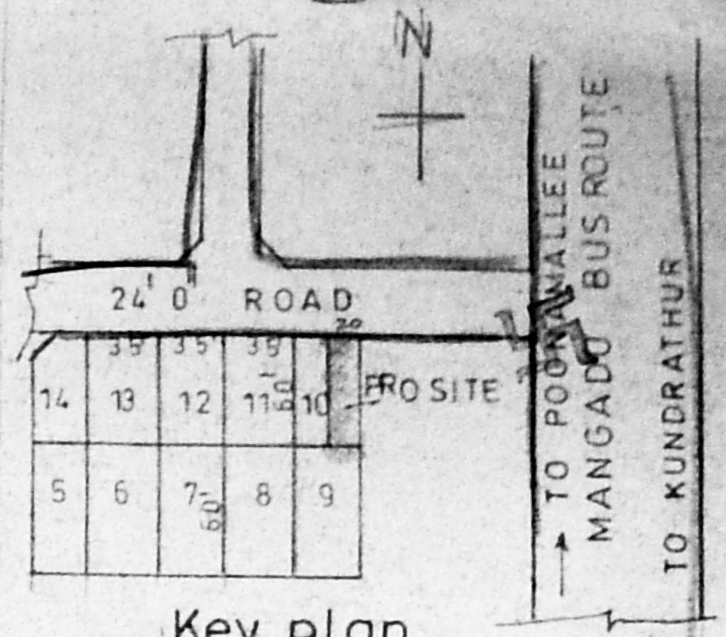 N
24' 0" ROAD
20
35' 35' 35'
14 13 12 11 60' 10 PRO SITE
5 6 7 60' 8 9
→ TO POONAMALLEE
MANGADU BUS ROUTE
TO KUNDRATHUR
Key plan